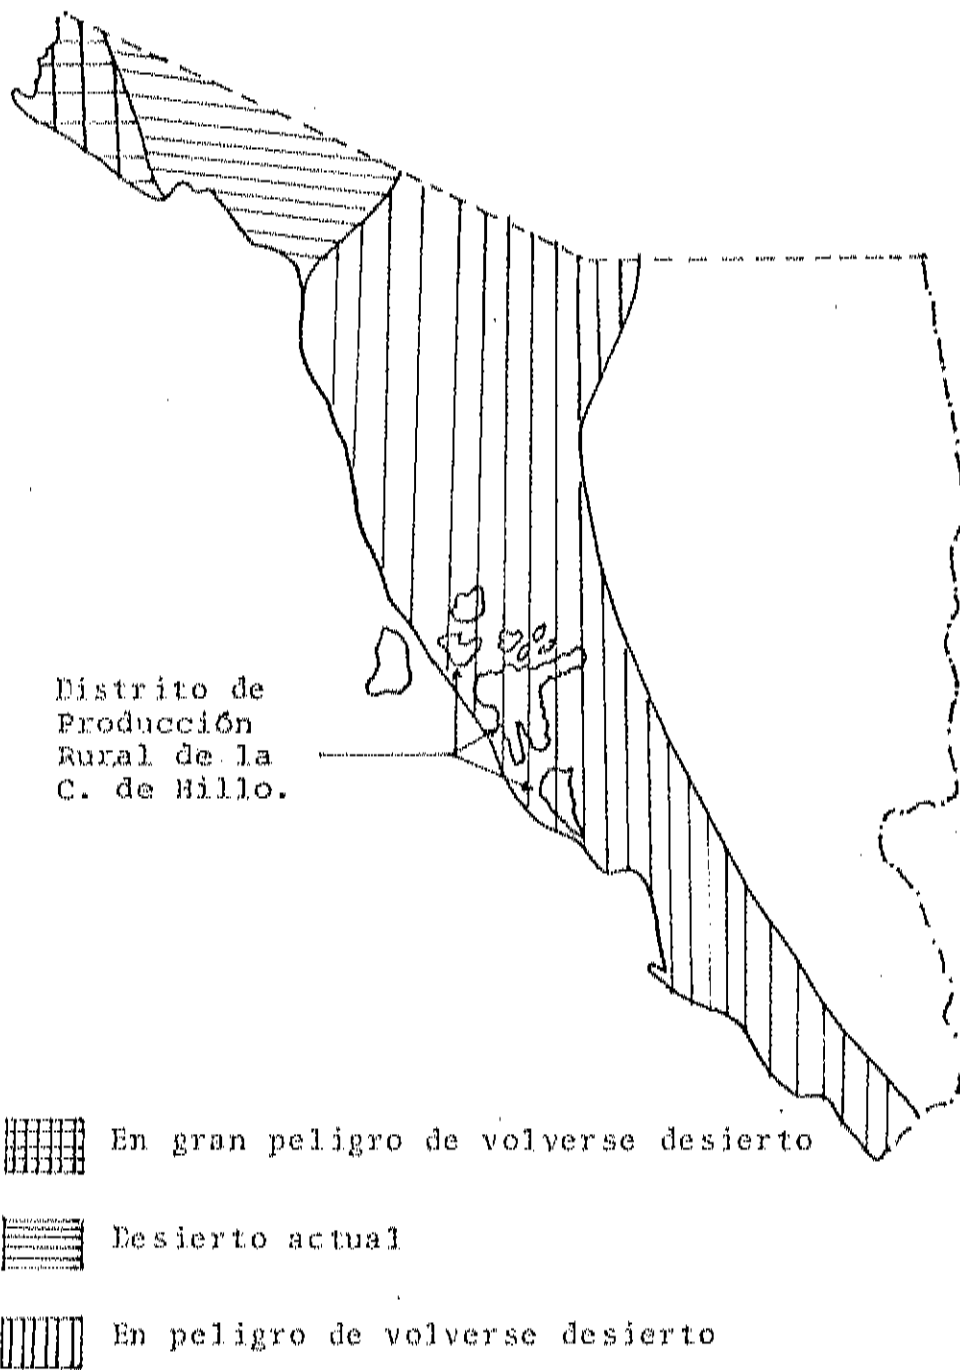 Distrito de
Producción
Rural de la
C. de Hillo.
En gran peligro de volverse desierto
Desierto actual
En peligro de volverse desierto